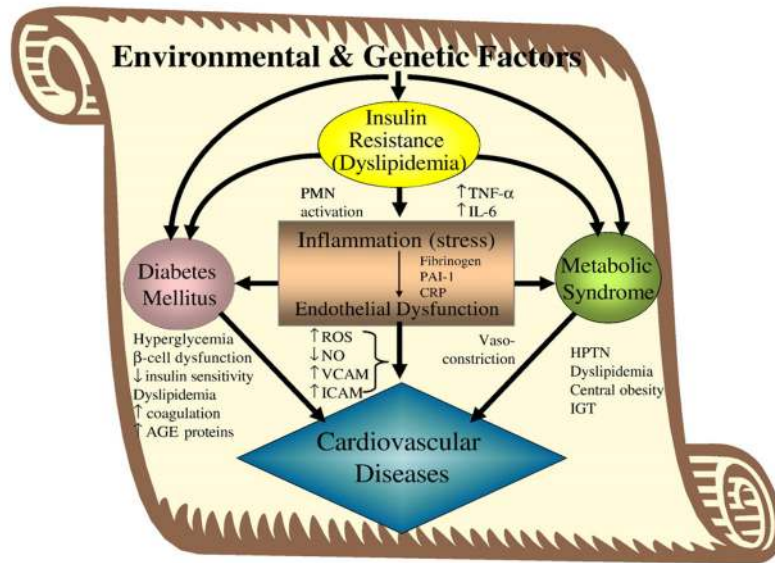 Environmental & Genetic Factors
Insulin
Resistance
(Dyslipidemia)
PMN
activation
↑TNF-α
↑IL-6
Inflammation (stress)
Fibrinogen
PAI-1
CRP
Endothelial Dysfunction
Diabetes
Mellitus
Metabolic
Syndrome
Hyperglycemia
β-cell dysfunction
↓insulin sensitivity
Dyslipidemia
↑ coagulation
↑ AGE proteins
↑ROS
↓NO
↑VCAM
↑ICAM
Vaso-
constriction
HPTN
Dyslipidemia
Central obesity
IGT
Cardiovascular
Diseases